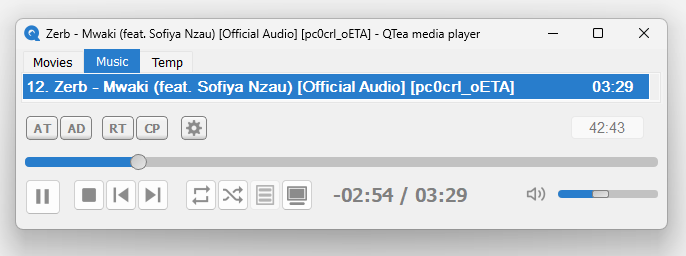 Zerb - Mwaki (feat. Sofiya Nzau) [Official Audio] [pc0crl_oETA] - QTea media player
Movies Music Temp
12. Zerb - Mwaki (feat. Sofiya Nzau) [Official Audio] [pc0crl_oETA] 03:29
AT AD RT CP 42:43
-02:54 / 03:29